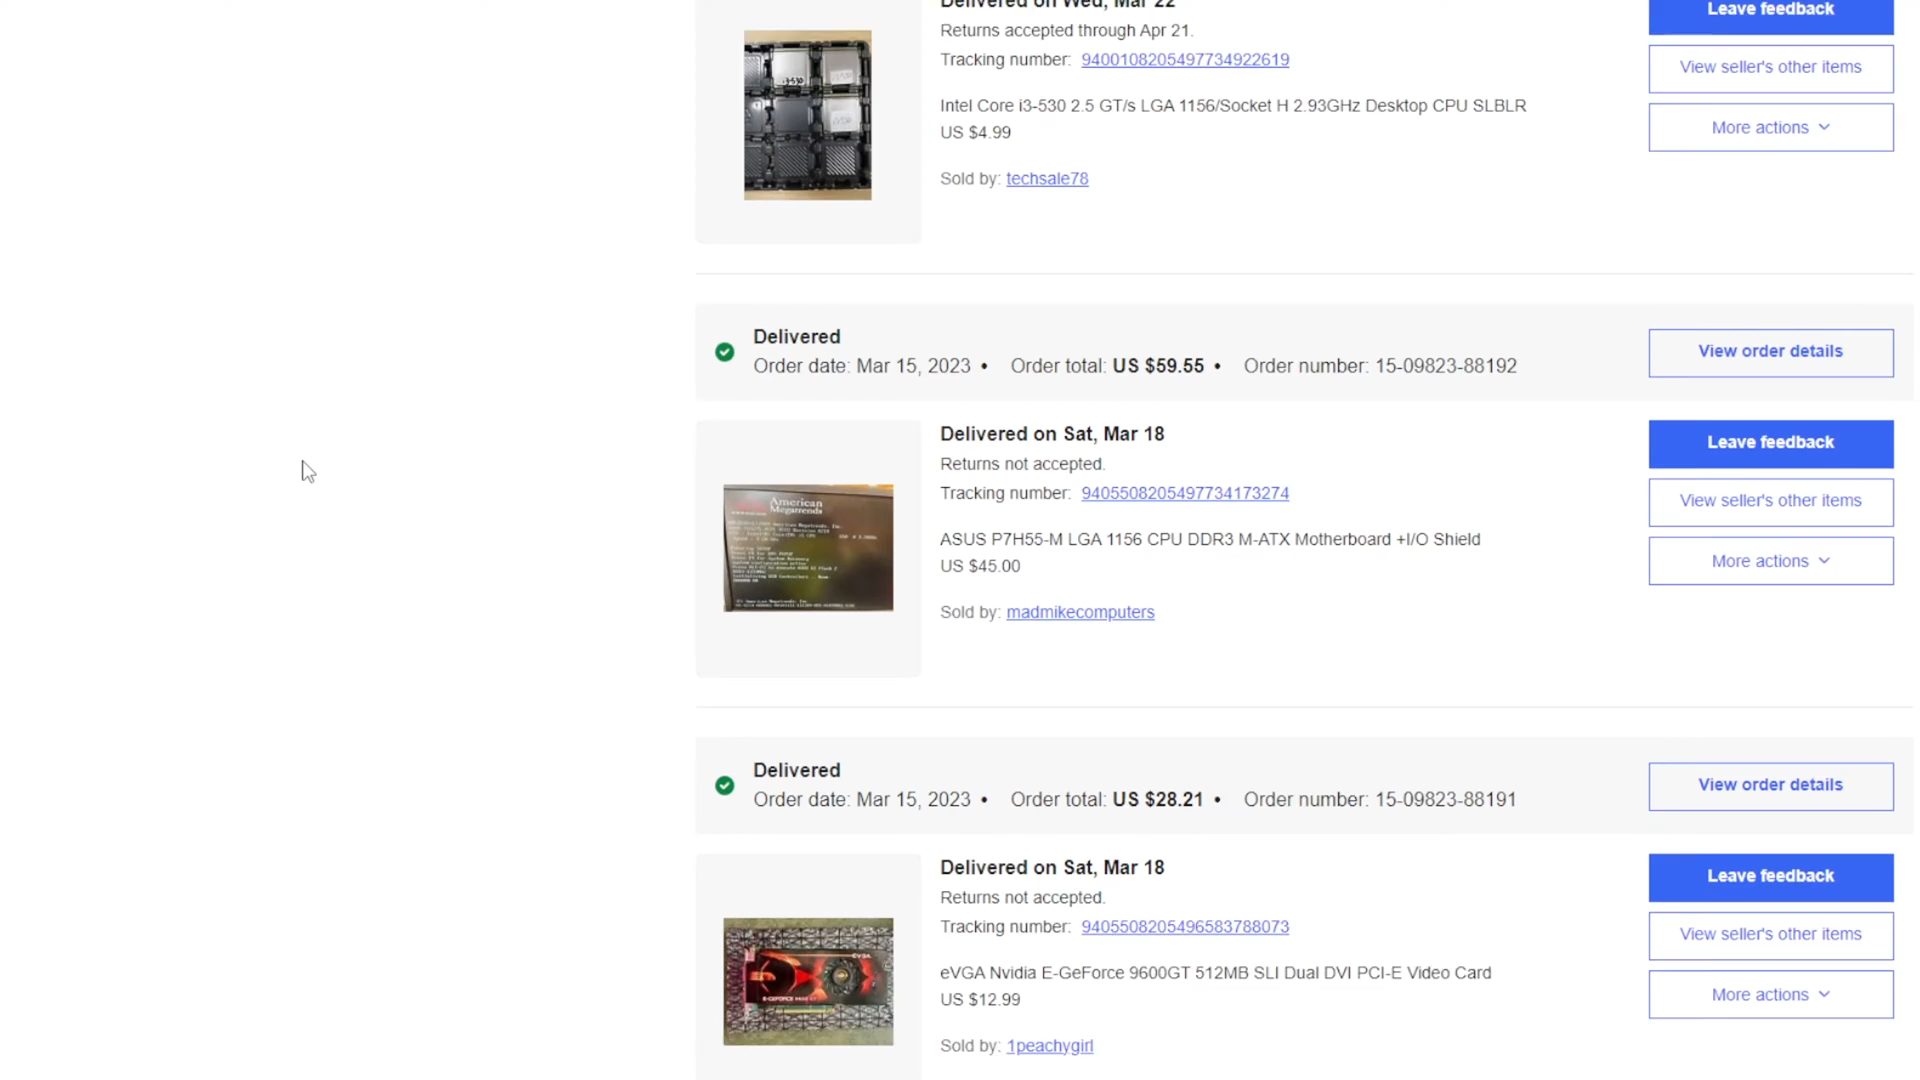 Delivered on Wed, Mar 22
Leave feedback
Returns accepted through Apr 21.
Tracking number: 9400108205497734922619
View seller's other items
Intel Core i3-530 2.5 GT/s LGA 1156/Socket H 2.93GHz Desktop CPU SLBLR
US $4.99
More actions
Sold by: techsale78
i3-530
Delivered
Order date: Mar 15, 2023 • Order total: US $59.55 • Order number: 15-09823-88192
View order details
Delivered on Sat, Mar 18
Leave feedback
Returns not accepted.
Tracking number: 9405508205497734173274
View seller's other items
ASUS P7H55-M LGA 1156 CPU DDR3 M-ATX Motherboard +I/O Shield
US $45.00
More actions
Sold by: madmikecomputers
American
Megatrends
Delivered
Order date: Mar 15, 2023 • Order total: US $28.21 • Order number: 15-09823-88191
View order details
Delivered on Sat, Mar 18
Leave feedback
Returns not accepted.
Tracking number: 9405508205496583788073
View seller's other items
eVGA Nvidia E-GeForce 9600GT 512MB SLI Dual DVI PCI-E Video Card
US $12.99
More actions
Sold by: 1peachygirl
EVGA